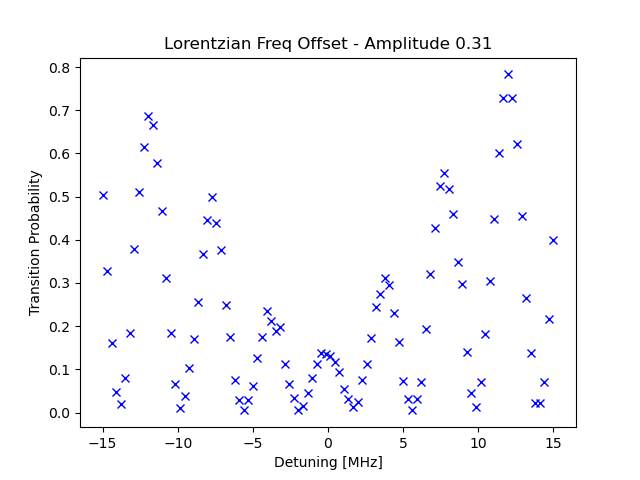 Lorentzian Freq Offset - Amplitude 0.31
Transition Probability
0.8
0.7
0.6
0.5
0.4
0.3
0.2
0.1
0.0
−15 −10 −5 0 5 10 15
Detuning [MHz]